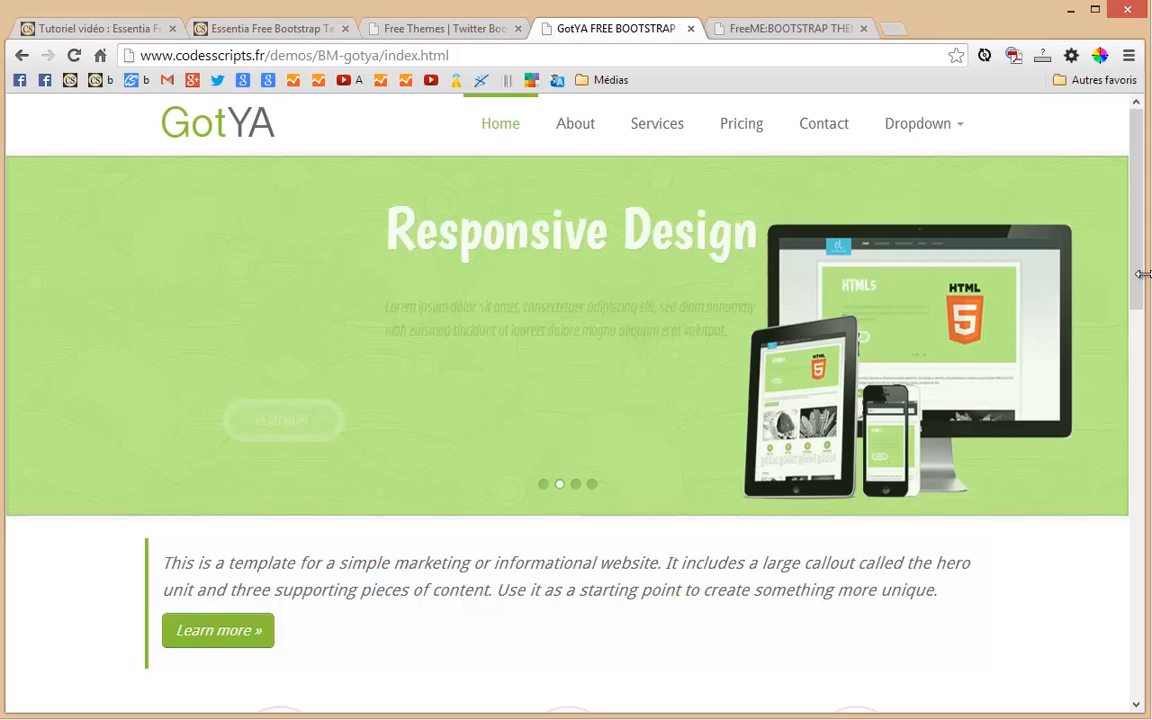 Tutoriel vidéo : Essentia F
Essentia Free Bootstrap Te
Free Themes | Twitter Boo
GotYA FREE BOOTSTRAP
FreeME:BOOTSTRAP THE
www.codesscripts.fr/demos/BM-gotya/index.html
b
b
A
Médias
Autres favoris
GotYA
Home
About
Services
Pricing
Contact
Dropdown
Responsive Design
Lorem ipsum dolor sit amet, consectetuer adipiscing elit, sed diam nonummy
nibh euismod tincidunt ut laoreet dolore magna aliquam erat volutpat.
READ MORE
HTML5
HTML
5
5
This is a template for a simple marketing or informational website. It includes a large callout called the hero
unit and three supporting pieces of content. Use it as a starting point to create something more unique.
Learn more »